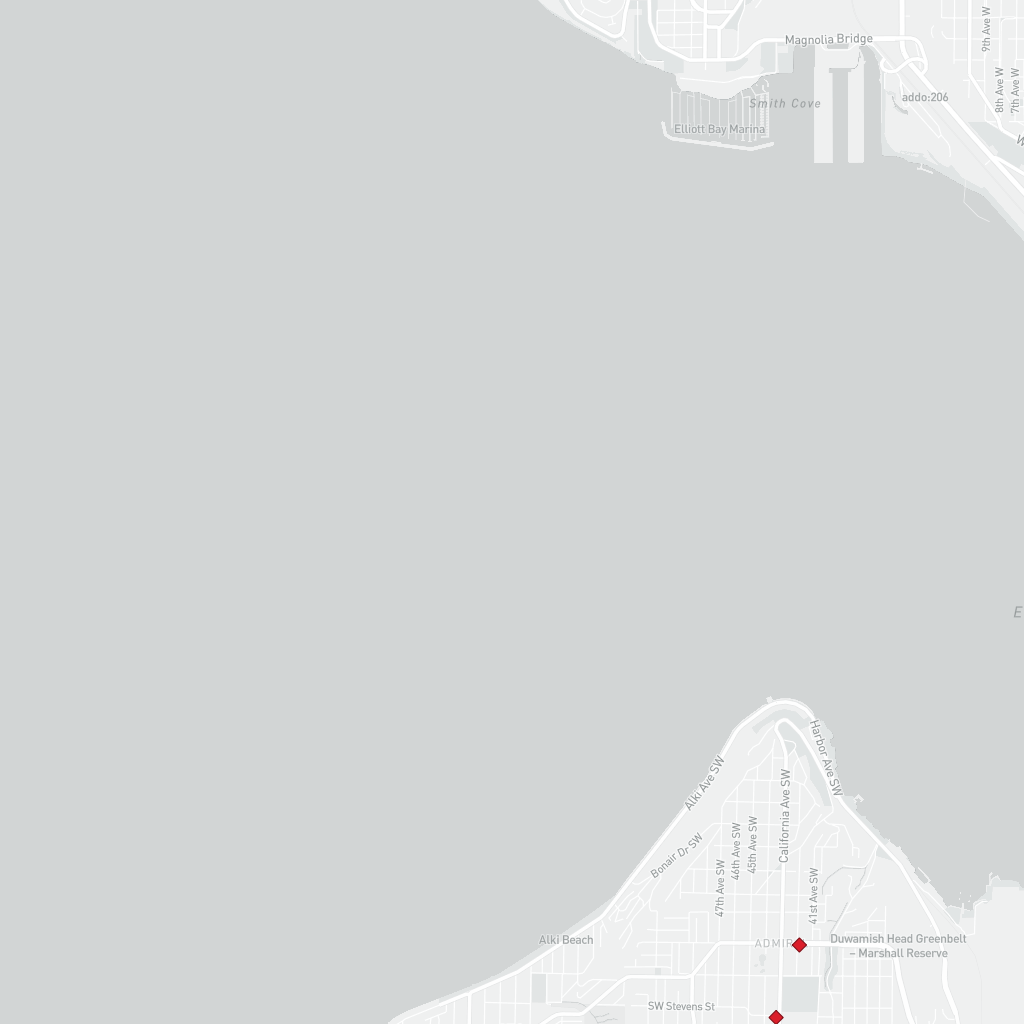 Magnolia Bridge
9th Ave W
8th Ave W
7th Ave W
addo:206
Smith Cove
Elliott Bay Marina
W
E
Harbor Ave SW
Alki Ave SW
California Ave SW
Bonair Dr SW
46th Ave SW
45th Ave SW
47th Ave SW
41st Ave SW
Alki Beach
ADMIR
Duwamish Head Greenbelt
– Marshall Reserve
SW Stevens St